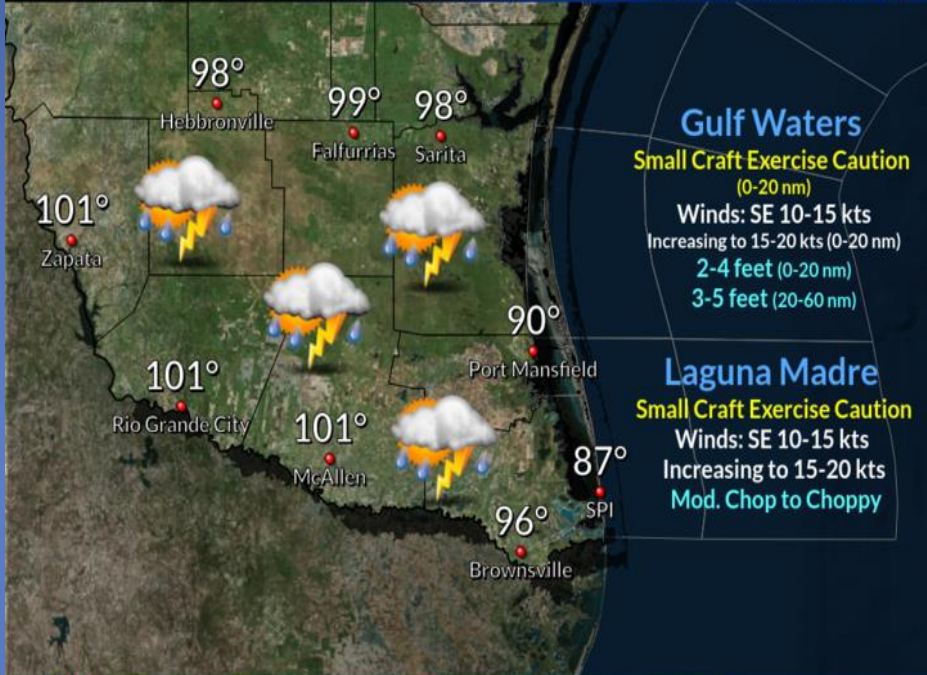 98°
Hebbronville
99°
Falfurrias
98°
Sarita
101°
Zapata
90°
Port Mansfield
101°
Rio Grande City
101°
McAllen
87°
SPI
96°
Brownsville
Gulf Waters
Small Craft Exercise Caution
(0-20 nm)
Winds: SE 10-15 kts
Increasing to 15-20 kts (0-20 nm)
2-4 feet (0-20 nm)
3-5 feet (20-60 nm)
Laguna Madre
Small Craft Exercise Caution
Winds: SE 10-15 kts
Increasing to 15-20 kts
Mod. Chop to Choppy